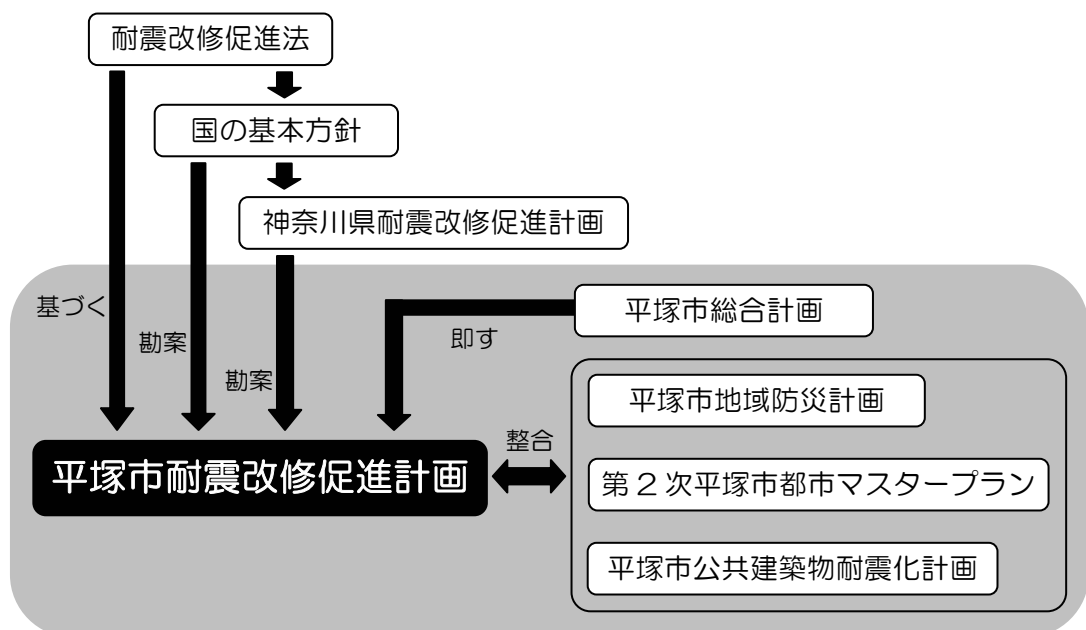 耐震改修促進法
国の基本方針
神奈川県耐震改修促進計画
基づく
勘案
勘案
即す
平塚市総合計画
平塚市地域防災計画
整合
平塚市耐震改修促進計画
第2次平塚市都市マスタープラン
平塚市公共建築物耐震化計画